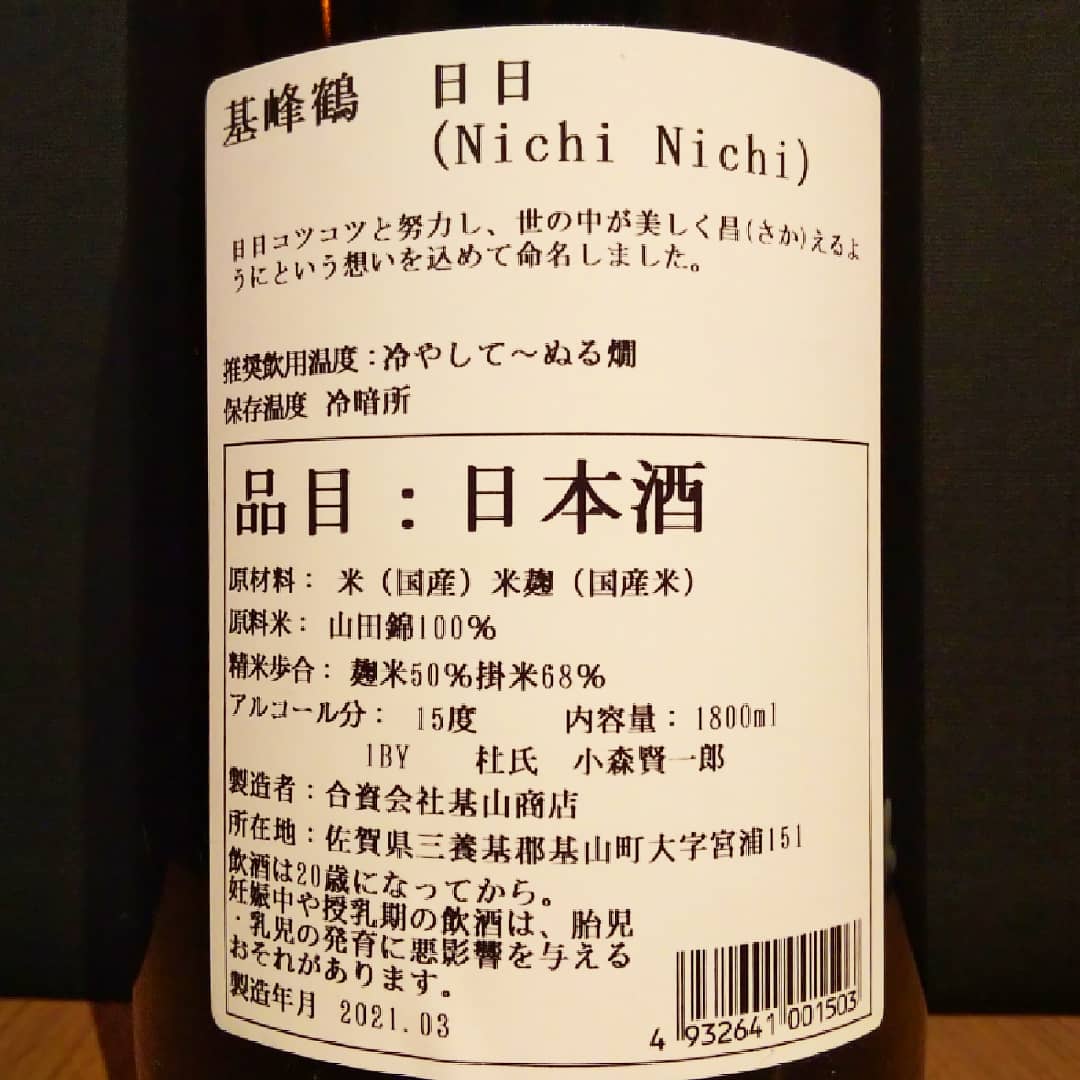 基峰鶴 日日
(Nichi Nichi)
日日コツコツと努力し、世の中が美しく昌(さか)えるよ
うにという想いを込めて命名しました。
推奨飲用温度：冷やして～ぬる燗
保存温度 冷暗所
品目：日本酒
原材料： 米（国産）米麹（国産米）
原料米： 山田錦100％
精米歩合： 麹米50％掛米68％
アルコール分： 15度 内容量：1800ml
1BY 杜氏 小森賢一郎
製造者：合資会社基山商店
所在地：佐賀県三養基郡基山町大字宮浦151
飲酒は20歳になってから。
妊娠中や授乳期の飲酒は、胎児
・乳児の発育に悪影響を与える
おそれがあります。
製造年月 2021.03
4 932641 001503